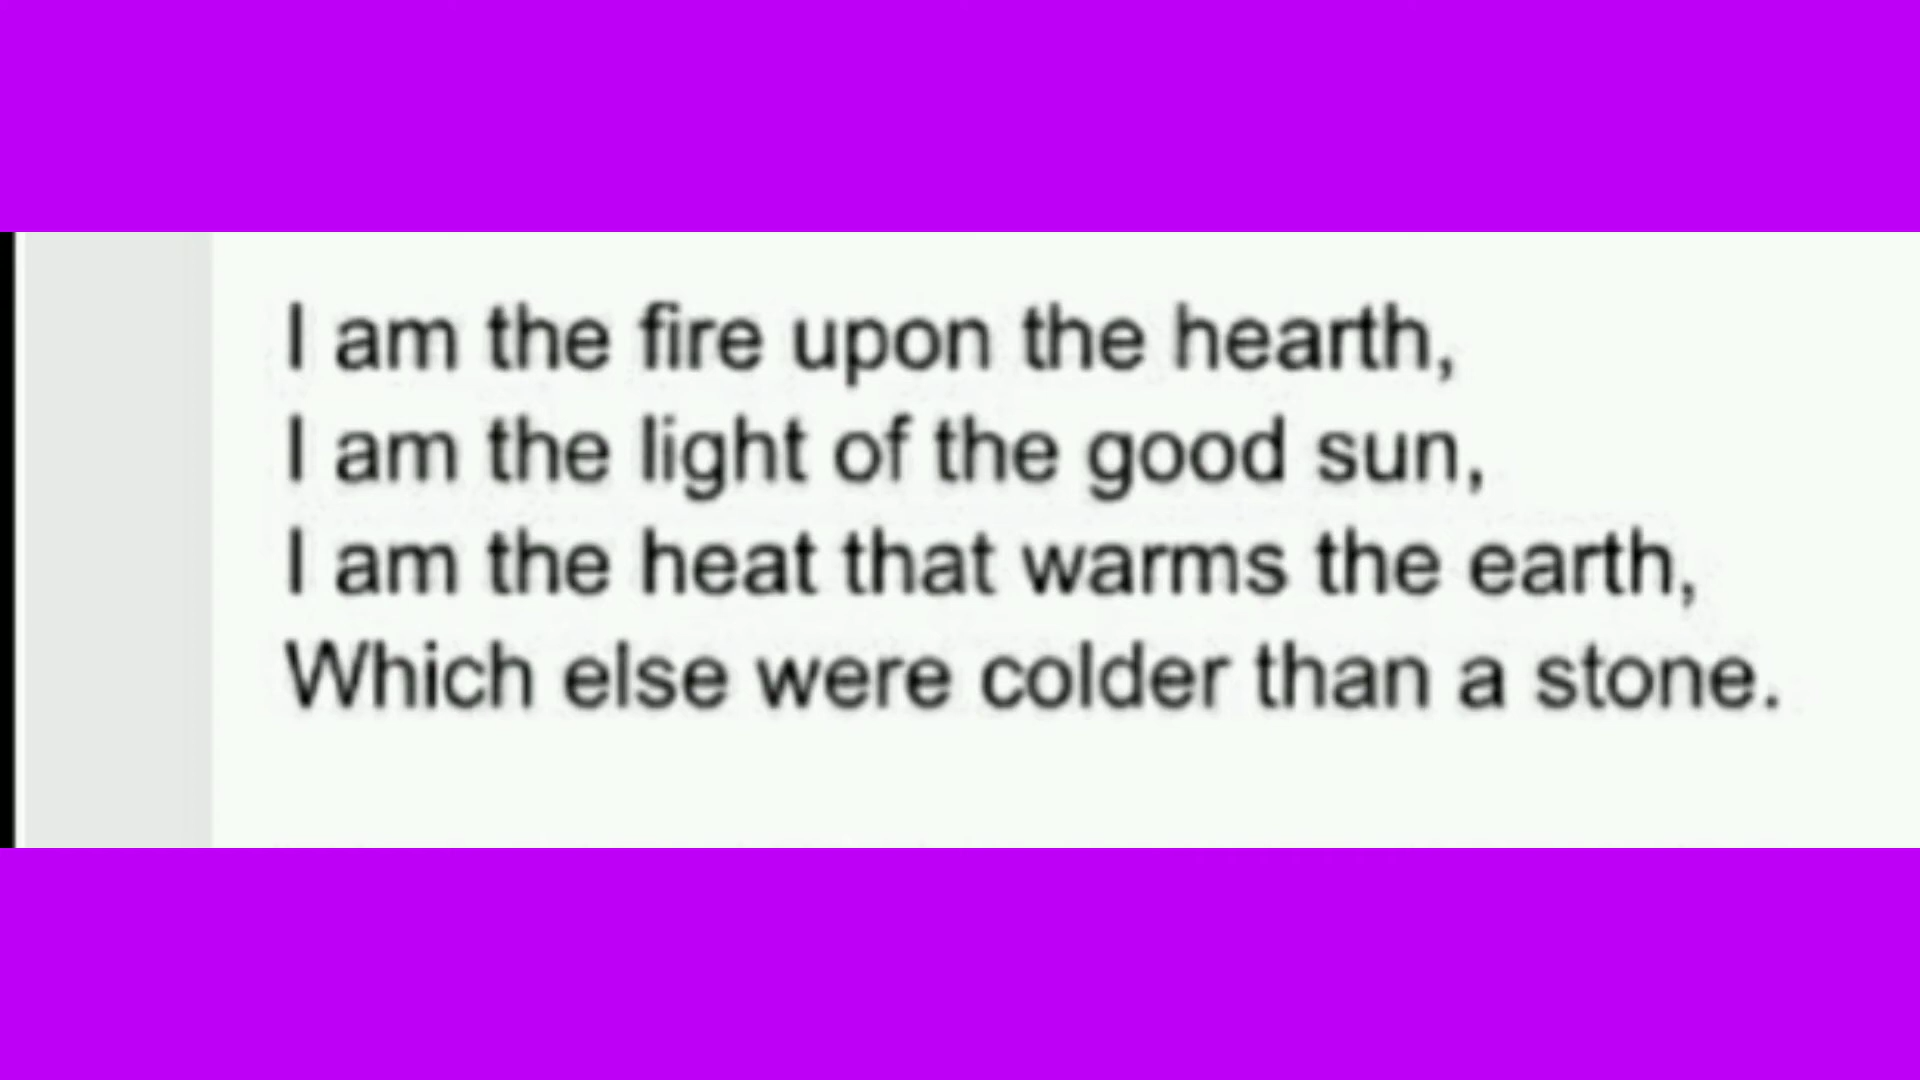 I am the fire upon the hearth,
I am the light of the good sun,
I am the heat that warms the earth,
Which else were colder than a stone.